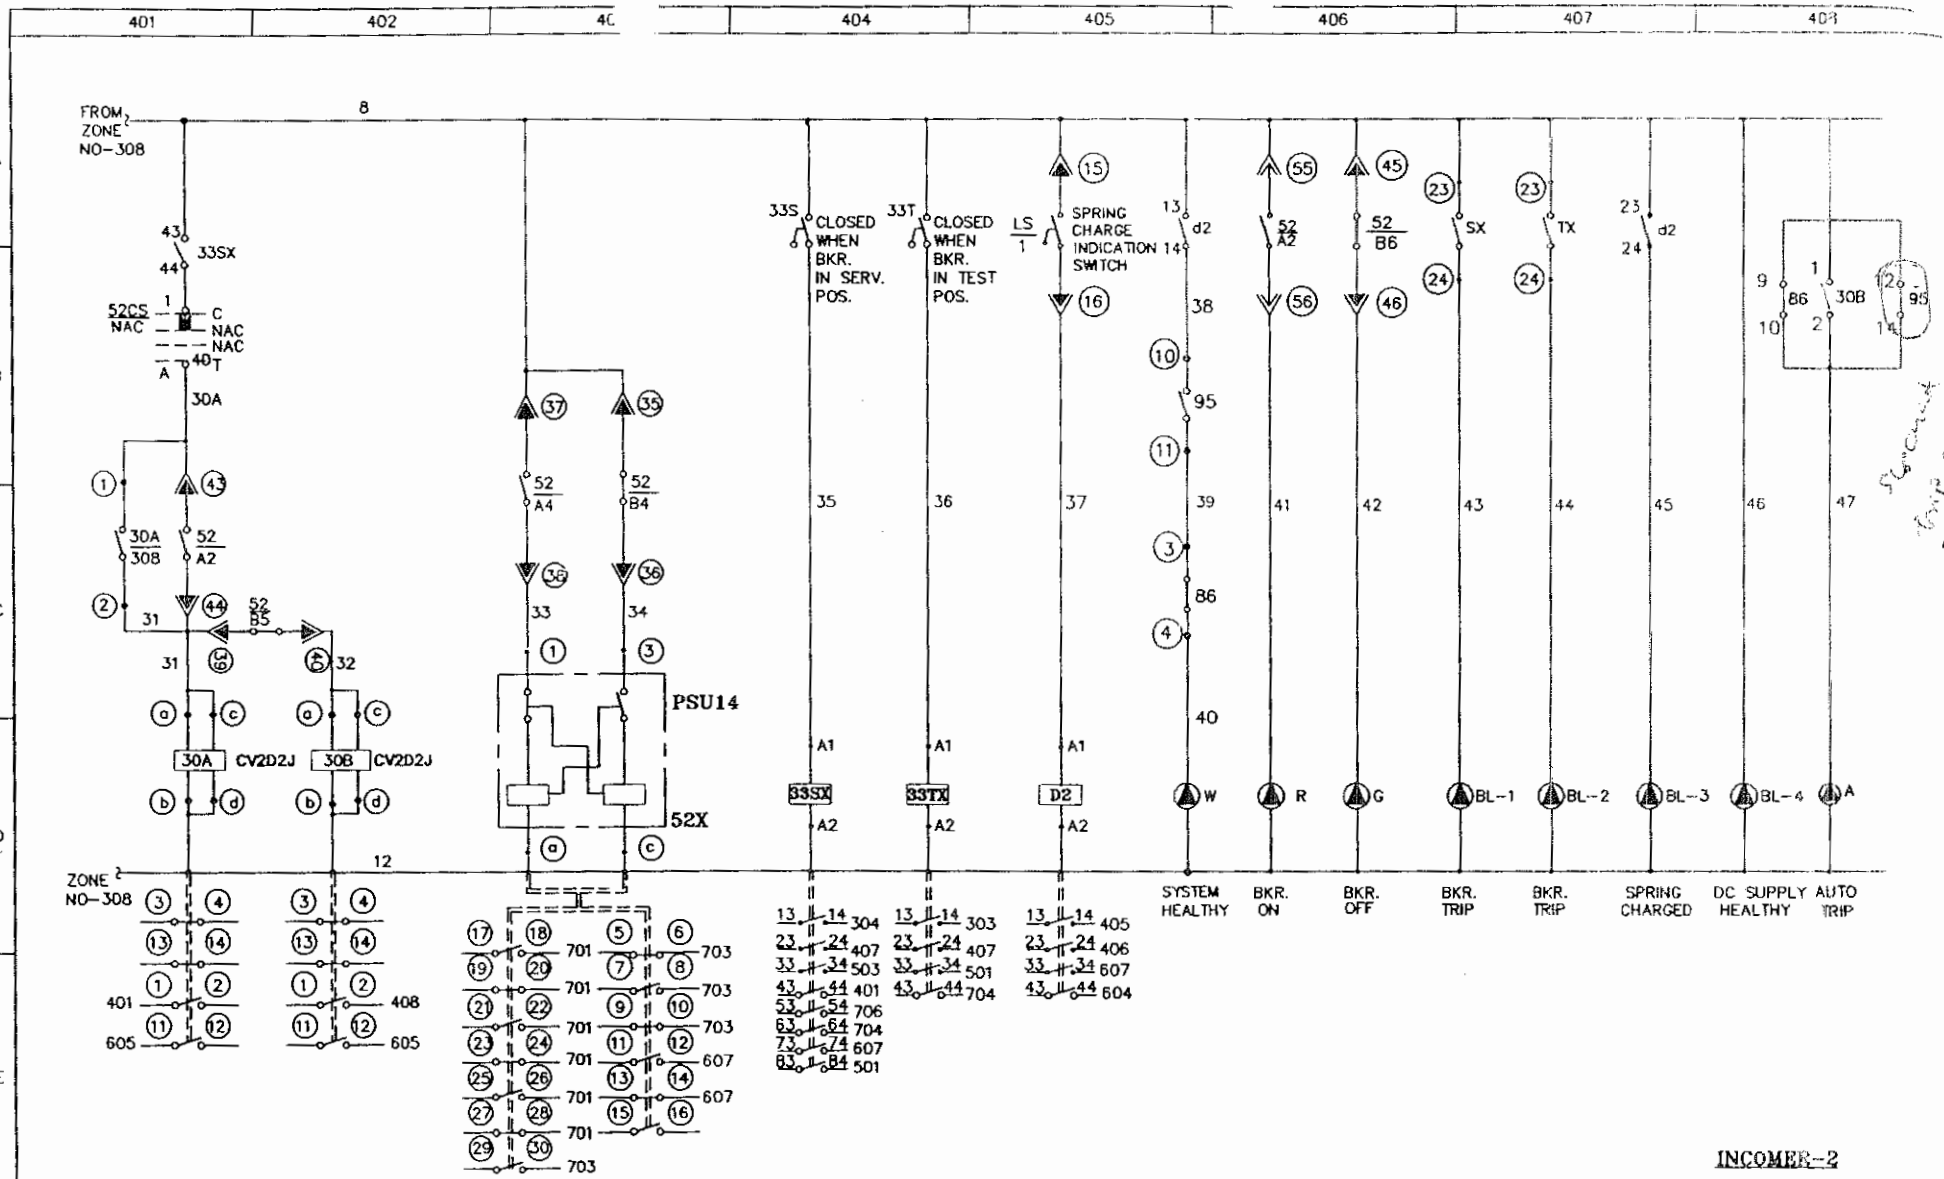 401 402 404 405 406 407 408
FROM
ZONE
NO-308
8
43
33SX
44
1
52CS
NAC
C
NAC
NAC
40 T
A
30A
1
43
30A
30B
52
A2
2
44
31
52
B5
31
39
40
32
a c a c
30A CV2D2J 30B CV2D2J
b d b d
37 35
52
A4
52
B4
38 36
33 34
1 3
PSU14
52X
a c
33S CLOSED
WHEN
BKR.
IN SERV.
POS.
35
A1
33SX
A2
33T CLOSED
WHEN
BKR.
IN TEST
POS.
36
A1
33TX
A2
15
LS
1
SPRING
CHARGE
INDICATION
SWITCH
16
37
A1
D2
A2
13
d2
14
38
10
95
11
39
3
86
4
40
W
55
52
A2
56
41
R
45
52
B6
46
42
G
23
SX
24
43
BL-1
23
TX
24
44
BL-2
23
d2
24
45
BL-3
46
BL-4
9
86
10
1
30B
2
12
95
14
47
A
12
ZONE
NO-308
SYSTEM
HEALTHY
BKR.
ON
BKR.
OFF
BKR.
TRIP
BKR.
TRIP
SPRING
CHARGED
DC SUPPLY
HEALTHY
AUTO
TRIP
3 4
13 14
1 2
401
11 12
605
3 4
13 14
1 2
408
11 12
605
17 18 701
19 20 701
21 22 701
23 24 701
25 26 701
27 28 701
29 30 703
5 6 703
7 8 703
9 10 703
11 12 607
13 14 607
15 16
13 14 304
23 24 407
33 34 503
43 44 401
53 54 706
63 64 704
73 74 607
83 84 501
13 14 303
23 24 407
33 34 501
43 44 704
13 14 405
23 24 406
33 34 607
43 44 604
INCOMER-2